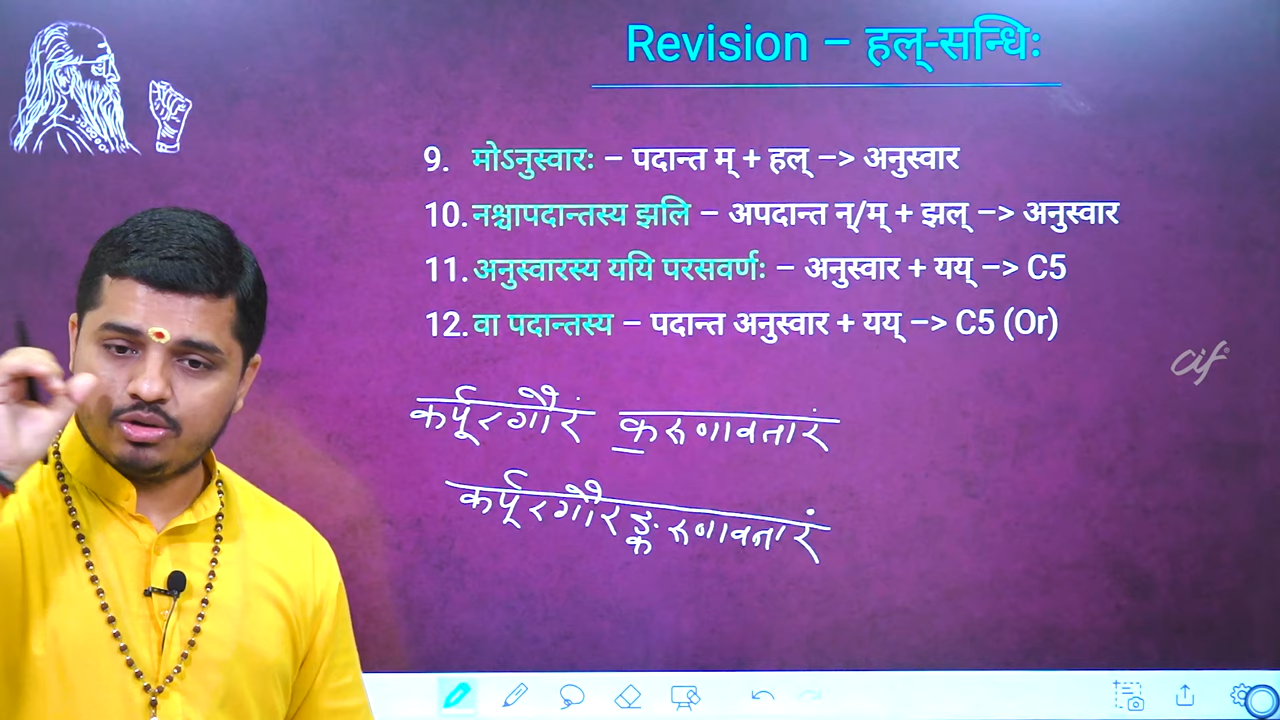 Revision – हल्-सन्धिः
9. मोऽनुस्वारः – पदान्त म् + हल् –> अनुस्वार
10. नश्चापदान्तस्य झलि – अपदान्त न्/म् + झल् –> अनुस्वार
11. अनुस्वारस्य ययि परसवर्णः – अनुस्वार + यय् –> C5
12. वा पदान्तस्य – पदान्त अनुस्वार + यय् –> C5 (Or)
cif
कर्पूरगौरं करुणावतारं
कर्पूरगौरङ्करुणावतारं